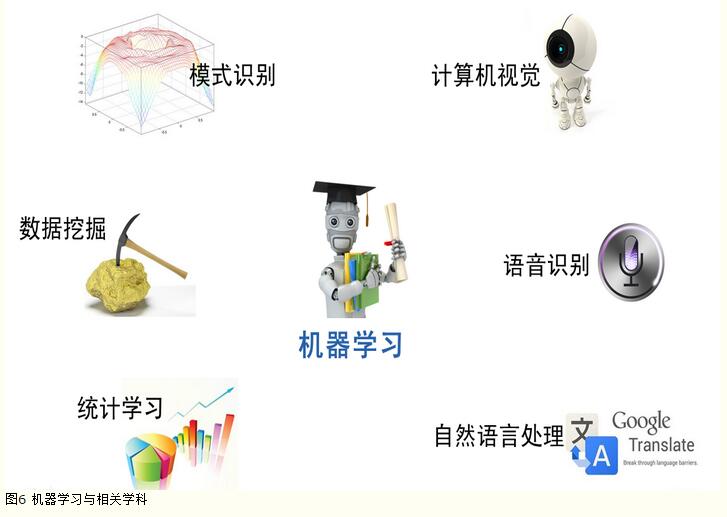 模式识别
计算机视觉
数据挖掘
语音识别
机器学习
统计学习
自然语言处理
文
A
Google
Translate
Break through language barriers.
图6 机器学习与相关学科